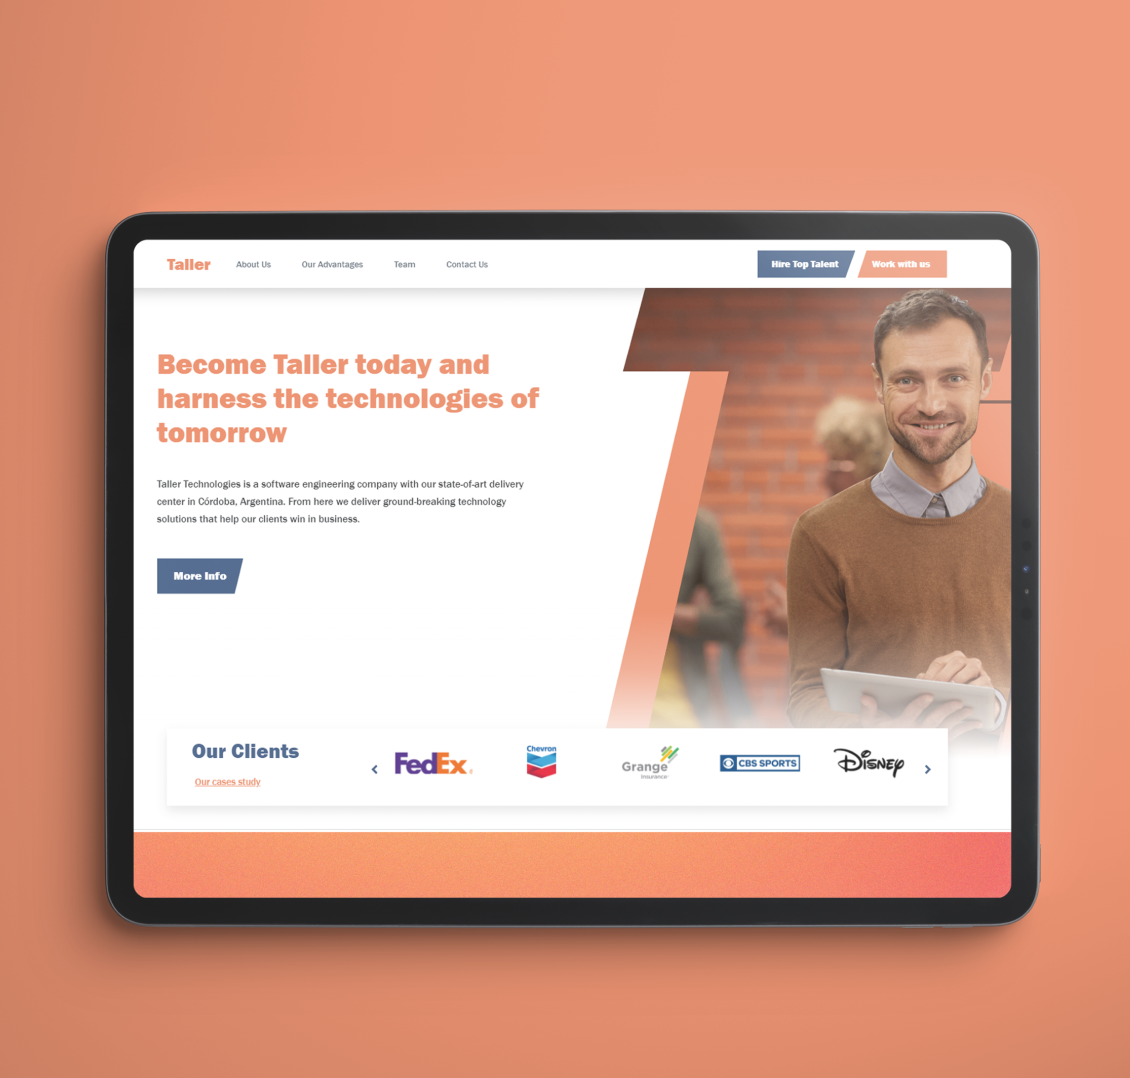 Taller
About Us
Our Advantages
Team
Contact Us
Hire Top Talent
Work with us
Become Taller today and
harness the technologies of
tomorrow
Taller Technologies is a software engineering company with our state-of-art delivery
center in Córdoba, Argentina. From here we deliver ground-breaking technology
solutions that help our clients win in business.
More Info
Our Clients
Our cases study
FedEx
Chevron
Grange
Insurance
CBS SPORTS
Disney